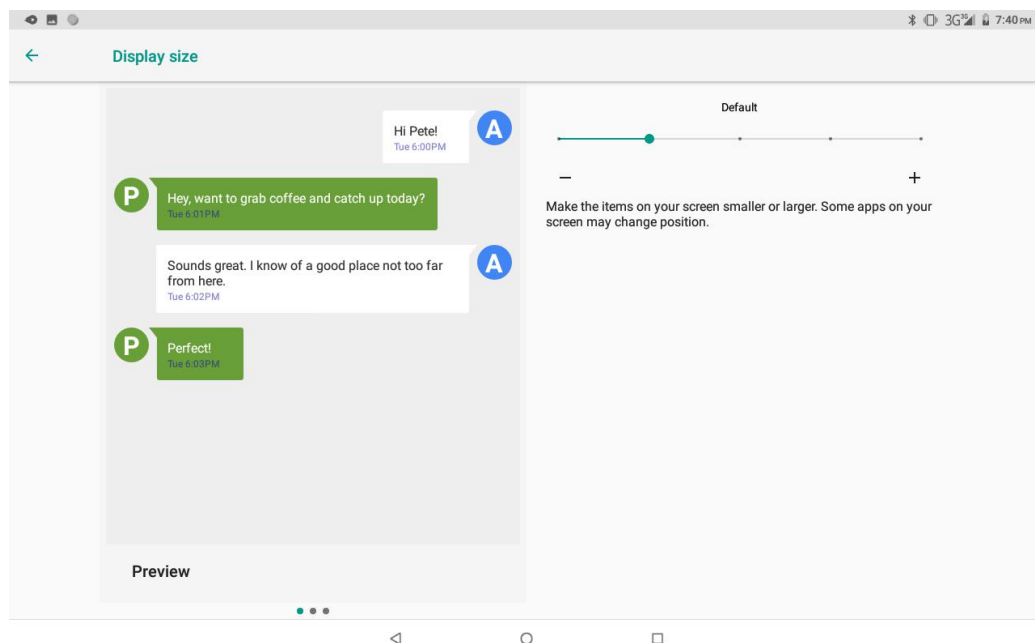 3G 3G 7:40 PM
Display size
Hi Pete!
Tue 6:00PM
A
P
Hey, want to grab coffee and catch up today?
Tue 6:01PM
Sounds great. I know of a good place not too far
from here.
Tue 6:02PM
A
P
Perfect!
Tue 6:03PM
Preview
Default
− +
Make the items on your screen smaller or larger. Some apps on your
screen may change position.